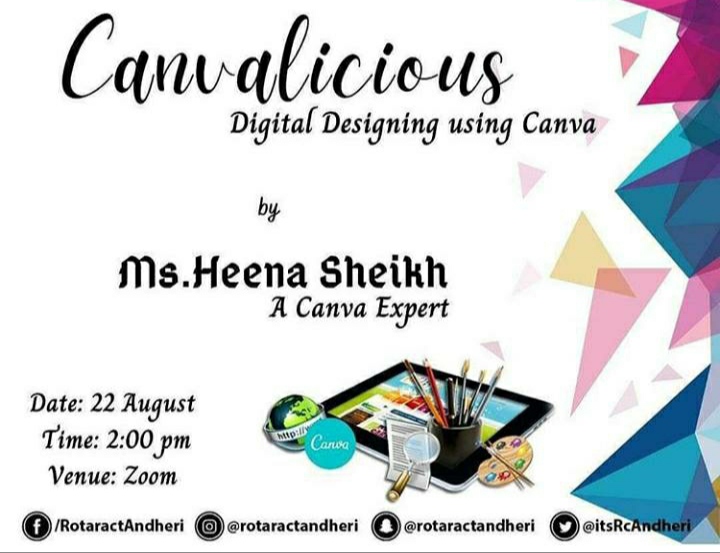 Canvalicious
Digital Designing using Canva
by
Ms.Heena Sheikh
A Canva Expert
Date: 22 August
Time: 2:00 pm
Venue: Zoom
http://w
Canva
/RotaractAndheri @rotaractandheri @rotaractandheri @itsRcAndheri